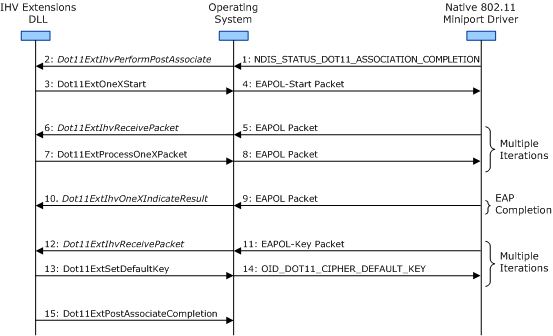 IHV Extensions
DLL
Operating
System
Native 802.11
Miniport Driver
2: Dot11ExtIhvPerformPostAssociate
1: NDIS_STATUS_DOT11_ASSOCIATION_COMPLETION
3: Dot11ExtOneXStart
4: EAPOL-Start Packet
6: Dot11ExtIhvReceivePacket
5: EAPOL Packet
7: Dot11ExtProcessOneXPacket
8: EAPOL Packet
Multiple
Iterations
10. Dot11ExtIhvOneXIndicateResult
9: EAPOL Packet
EAP
Completion
12: Dot11ExtIhvReceivePacket
11: EAPOL-Key Packet
13: Dot11ExtSetDefaultKey
14: OID_DOT11_CIPHER_DEFAULT_KEY
Multiple
Iterations
15: Dot11ExtPostAssociateCompletion